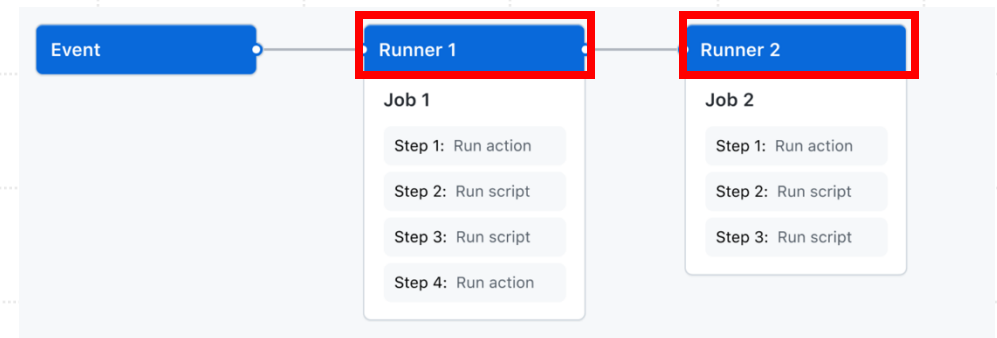 Event
Runner 1
Job 1
Step 1: Run action
Step 2: Run script
Step 3: Run script
Step 4: Run action
Runner 2
Job 2
Step 1: Run action
Step 2: Run script
Step 3: Run script